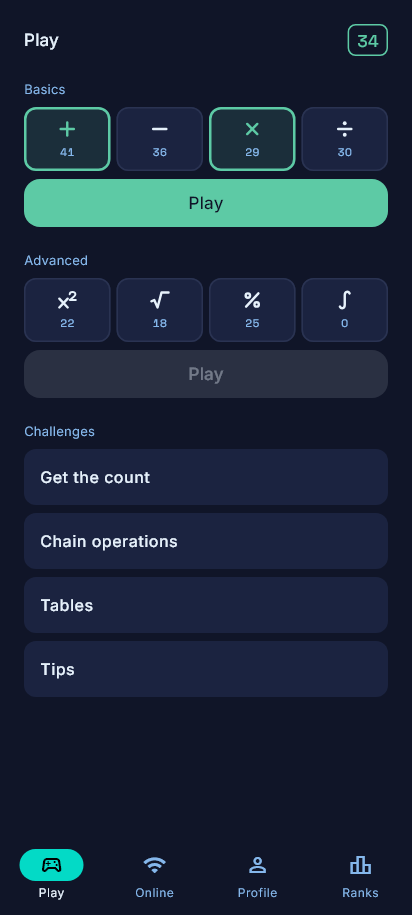 Play 34
Basics
+ − × ÷
41 36 29 30
Play
Advanced
x² √ % ∫
22 18 25 0
Play
Challenges
Get the count
Chain operations
Tables
Tips
Play Online Profile Ranks